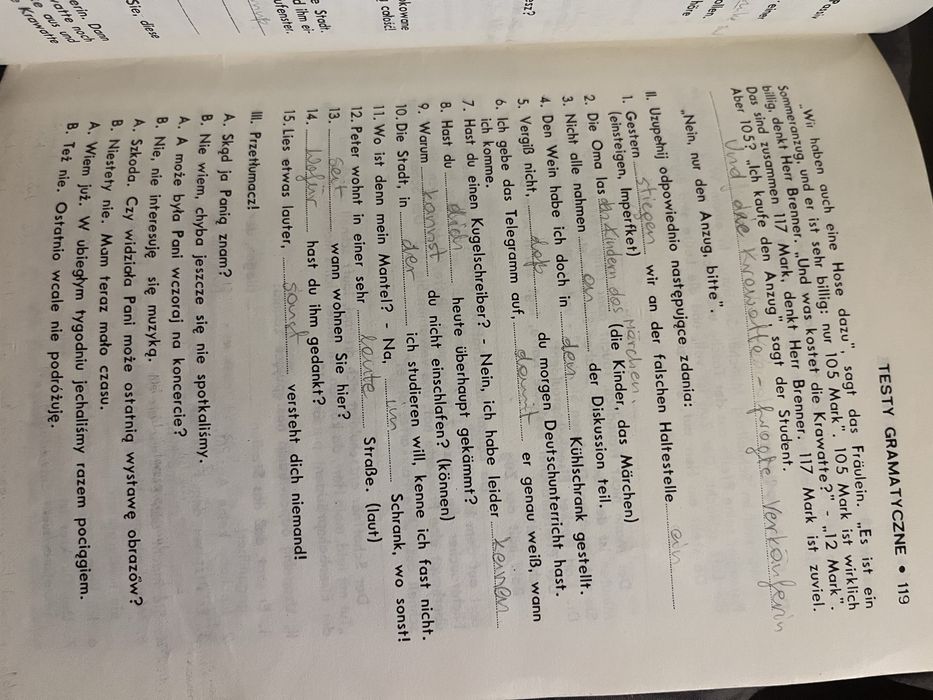 TESTY GRAMATYCZNE • 119
„Wir haben auch eine Hose dazu", sagt das Fräulein. „Es ist ein
Sommeranzug, und er ist sehr billig: nur 105 Mark". „105 Mark ist wirklich
billig, denkt Herr Brenner. „Und was kostet die Krawatte?" - „12 Mark".
Das sind zusammen 117 Mark, denkt Herr Brenner. 117 Mark ist zuviel.
Aber 105? „Ich kaufe den Anzug" sagt der Student.
Und die Krawatte - fragte Verkäuferin
„Nein, nur den Anzug, bitte".
II. Uzupełnij odpowiednio następujące zdania:
1. Gestern stiegen wir an der falschen Haltestelle ein
(einsteigen, Imperfket) Märchen
2. Die Oma las den Kindern das (die Kinder, das Märchen)
3. Nicht alle nahmen an der Diskussion teil.
4. Den Wein habe ich doch in den Kühlschrank gestellt.
5. Vergiß nicht, daß du morgen Deutschunterricht hast.
6. Ich gebe das Telegramm auf, damit er genau weiß, wann
ich komme.
7. Hast du einen Kugelschreiber? - Nein, ich habe leider keinen
8. Hast du dich heute überhaupt gekämmt?
9. Warum kannst du nicht einschlafen? (können)
10. Die Stadt, in der ich studieren will, kenne ich fast nicht.
11. Wo ist denn mein Mantel? - Na, im Schrank, wo sonst!
12. Peter wohnt in einer sehr laute Straße. (laut)
13. seit wann wohnen Sie hier?
14. Wofür hast du ihm gedankt?
15. Lies etwas lauter, sonst versteht dich niemand!
III. Przetłumacz!
A. Skąd ja Panią znam?
B. Nie wiem, chyba jeszcze się nie spotkaliśmy.
A. A może była Pani wczoraj na koncercie?
B. Nie, nie interesuję się muzyką.
A. Szkoda. Czy widziała Pani może ostatnią wystawę obrazów?
B. Niestety nie. Mam teraz mało czasu.
A. Wiem już. W ubiegłym tygodniu jechaliśmy razem pociągiem.
B. Też nie. Ostatnio wcale nie podróżuję.